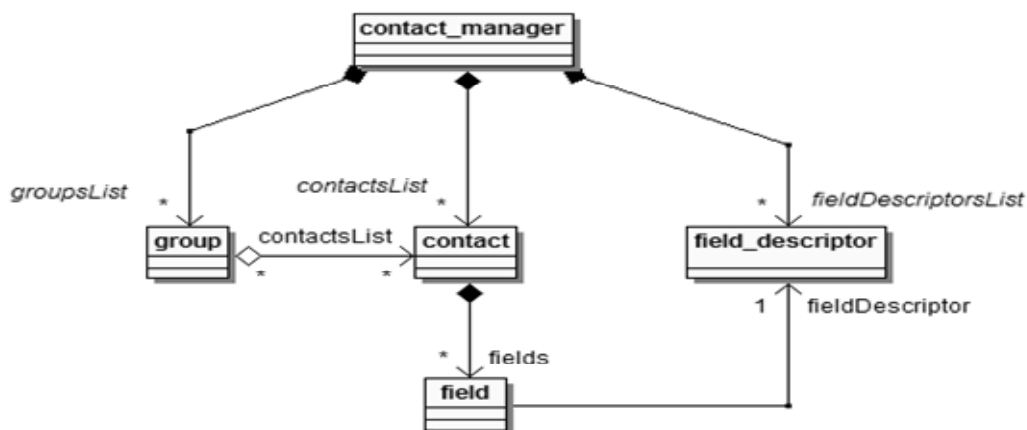 contact_manager
groupsList
*
contactsList
*
*
fieldDescriptorsList
group
contactsList
*
*
contact
field_descriptor
1
fieldDescriptor
*
fields
field